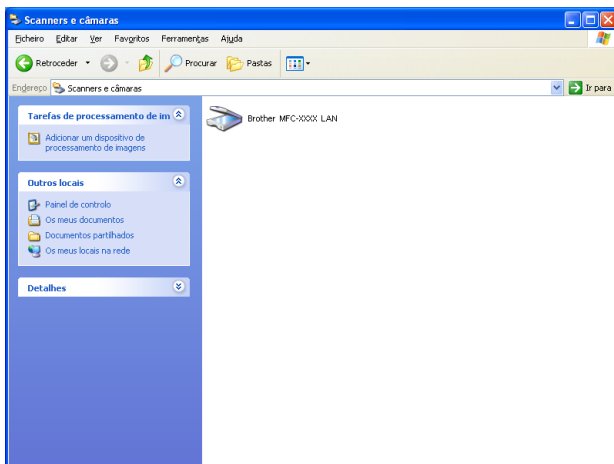 Scanners e câmaras
Ficheiro Editar Ver Favoritos Ferramentas Ajuda
Retroceder Procurar Pastas
Endereço Scanners e câmaras Ir para
Tarefas de processamento de im
Adicionar um dispositivo de
processamento de imagens
Outros locais
Painel de controlo
Os meus documentos
Documentos partilhados
Os meus locais na rede
Detalhes
Brother MFC-XXXX LAN